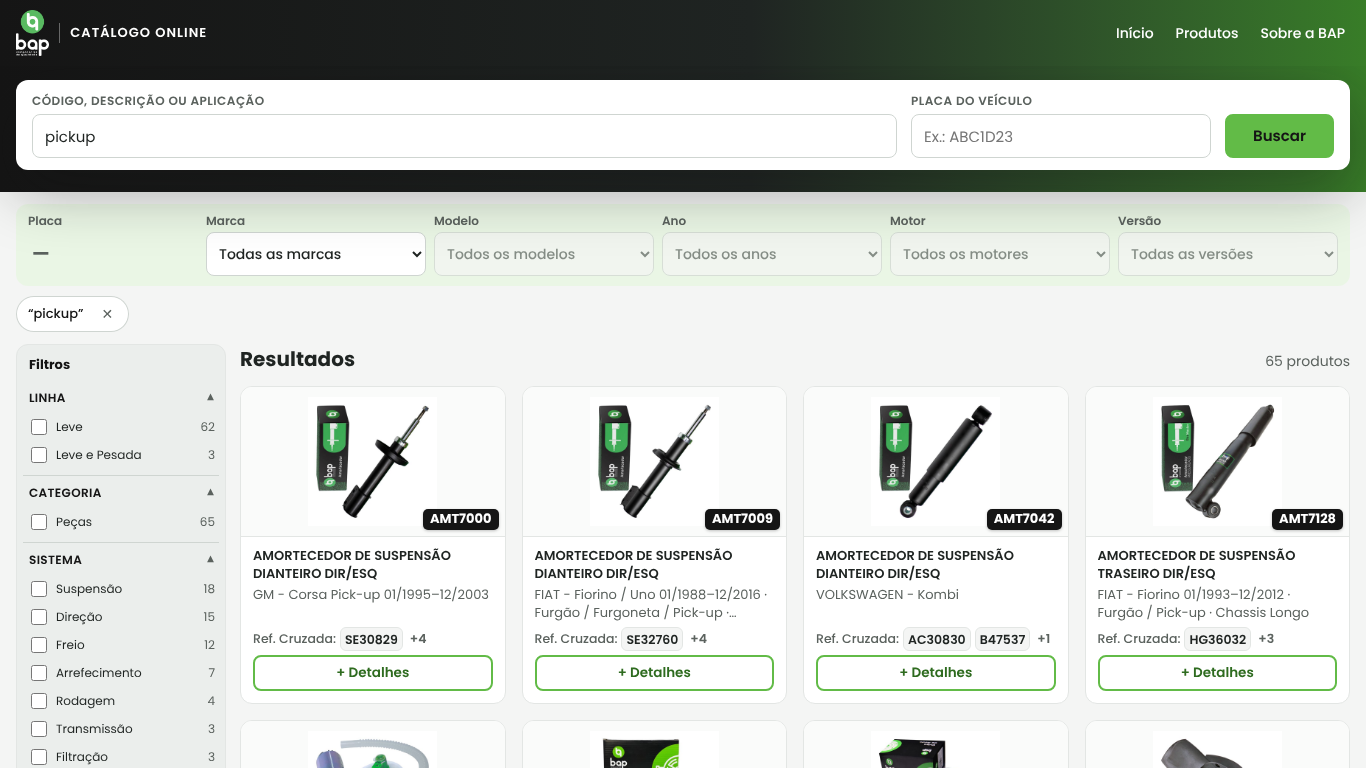 bap
CATÁLOGO ONLINE
Início
Produtos
Sobre a BAP
CÓDIGO, DESCRIÇÃO OU APLICAÇÃO
PLACA DO VEÍCULO
pickup
Ex.: ABC1D23
Buscar
Placa
Marca
Modelo
Ano
Motor
Versão
—
Todas as marcas
Todos os modelos
Todos os anos
Todos os motores
Todas as versões
“pickup” ×
Filtros
LINHA
Leve 62
Leve e Pesada 3
CATEGORIA
Peças 65
SISTEMA
Suspensão 18
Direção 15
Freio 12
Arrefecimento 7
Rodagem 4
Transmissão 3
Filtração 3
Resultados
65 produtos
bap
AMT7000
AMORTECEDOR DE SUSPENSÃO
DIANTEIRO DIR/ESQ
GM - Corsa Pick-up 01/1995–12/2003
Ref. Cruzada: SE30829 +4
+ Detalhes
bap
AMT7009
AMORTECEDOR DE SUSPENSÃO
DIANTEIRO DIR/ESQ
FIAT - Fiorino / Uno 01/1988–12/2016 ·
Furgão / Furgoneta / Pick-up ·…
Ref. Cruzada: SE32760 +4
+ Detalhes
bap
AMT7042
AMORTECEDOR DE SUSPENSÃO
DIANTEIRO DIR/ESQ
VOLKSWAGEN - Kombi
Ref. Cruzada: AC30830 B47537 +1
+ Detalhes
bap
AMT7128
AMORTECEDOR DE SUSPENSÃO
TRASEIRO DIR/ESQ
FIAT - Fiorino 01/1993–12/2012 ·
Furgão / Pick-up · Chassis Longo
Ref. Cruzada: HG36032 +3
+ Detalhes
bap
bap